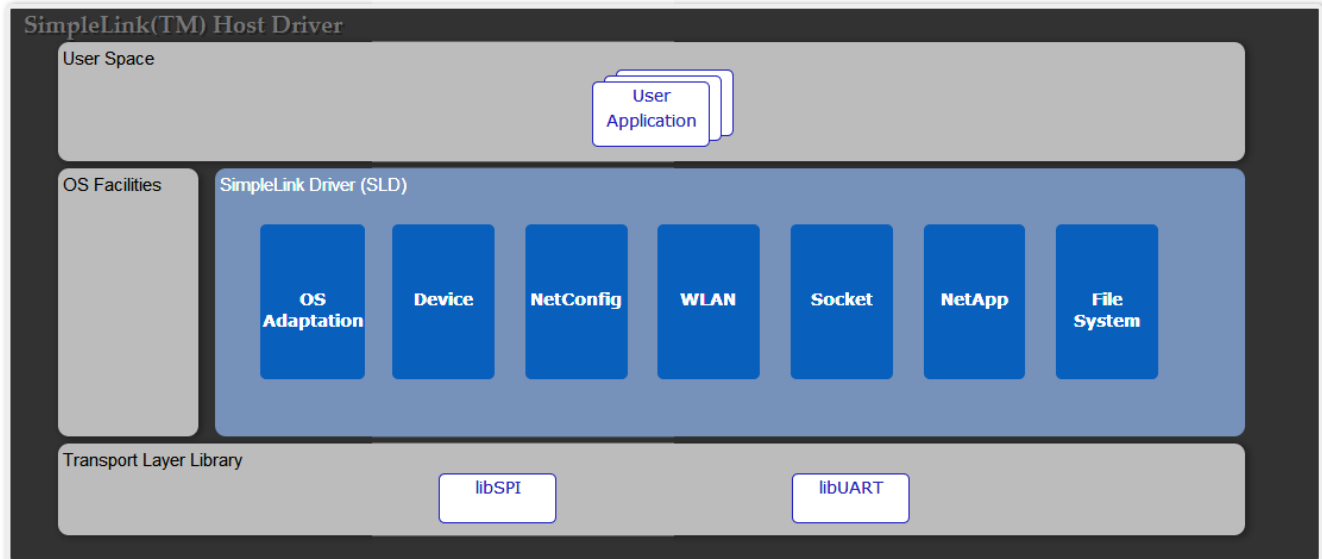 SimpleLink(TM) Host Driver
User Space
User
Application
OS Facilities
SimpleLink Driver (SLD)
OS
Adaptation
Device
NetConfig
WLAN
Socket
NetApp
File
System
Transport Layer Library
libSPI
libUART